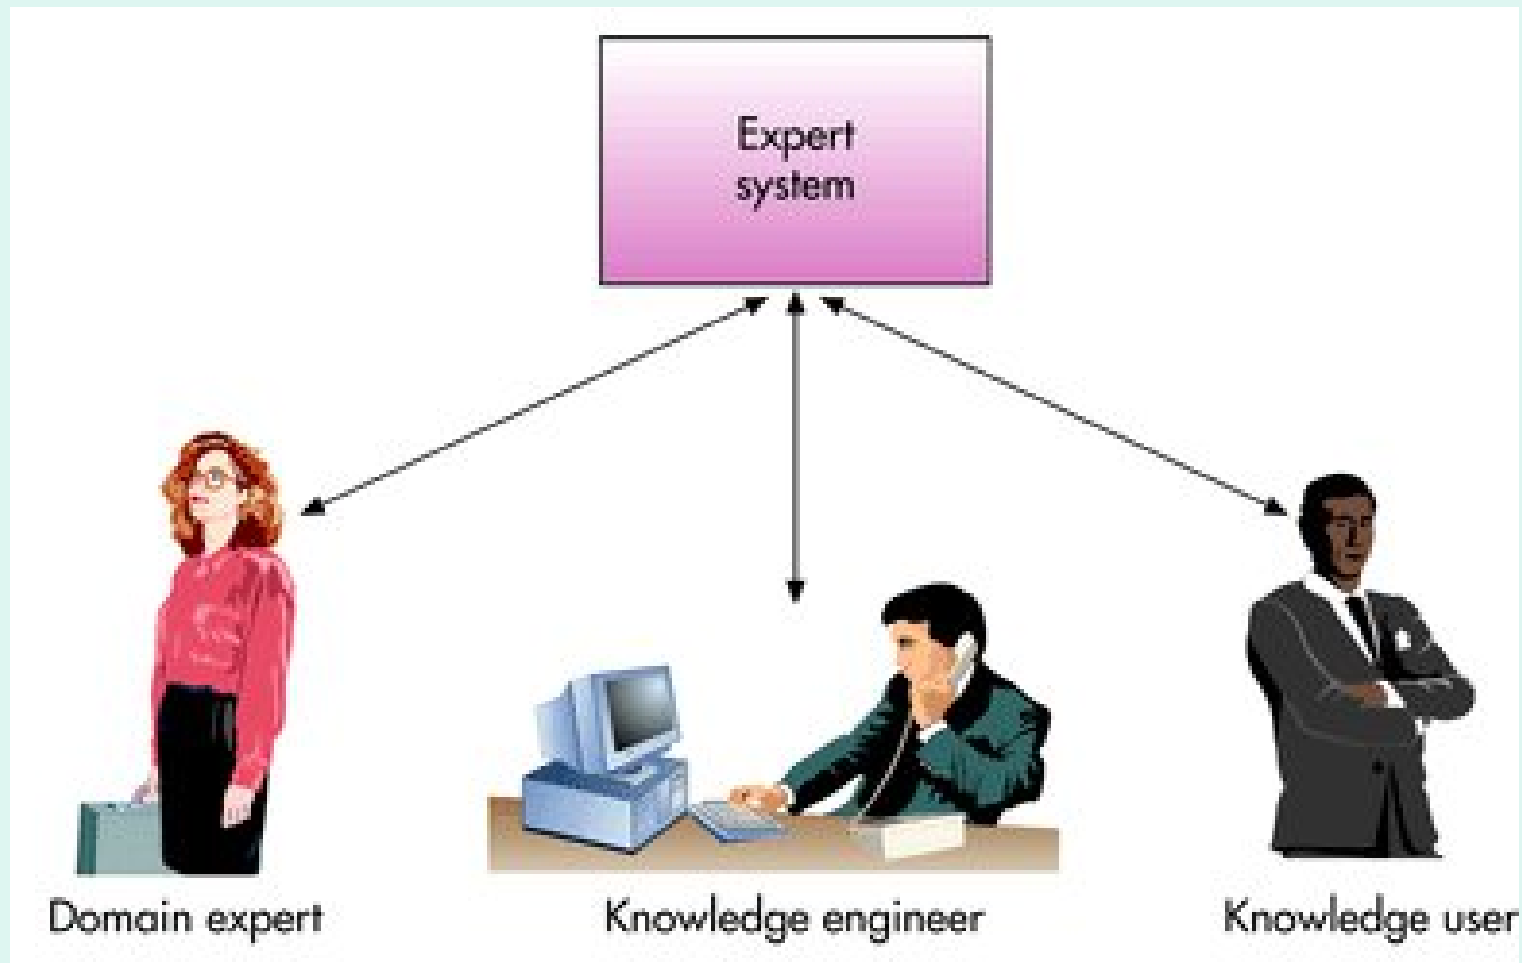 Expert
system
Domain expert
Knowledge engineer
Knowledge user